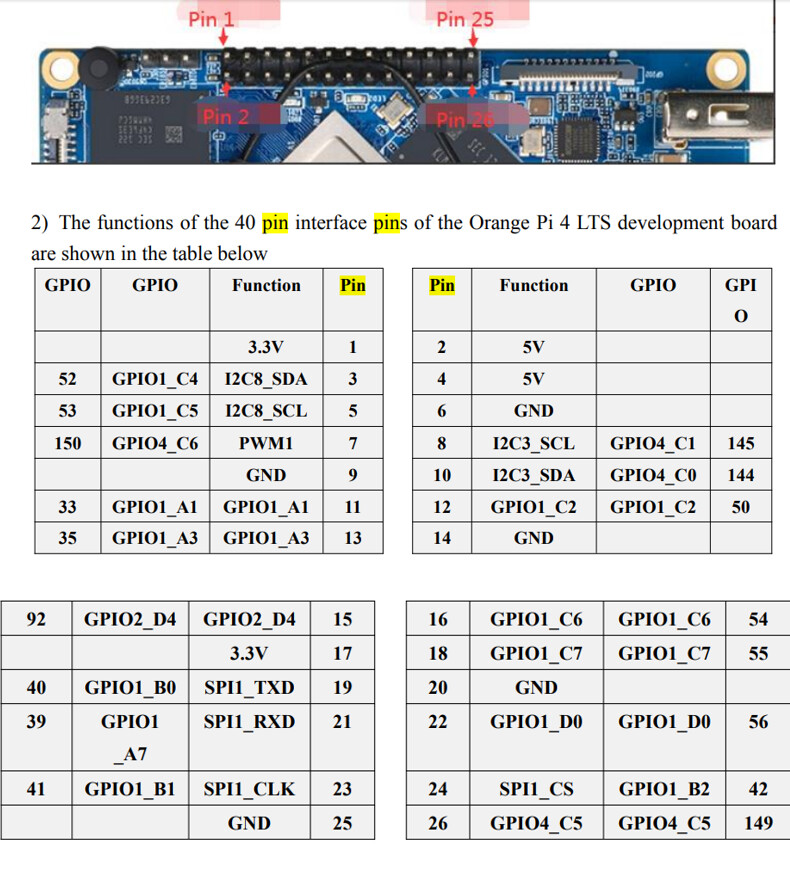 Pin 1
Pin 25
Pin 2
Pin 26
2) The functions of the 40 pin interface pins of the Orange Pi 4 LTS development board
are shown in the table below
GPIO GPIO Function Pin
3.3V 1
52 GPIO1_C4 I2C8_SDA 3
53 GPIO1_C5 I2C8_SCL 5
150 GPIO4_C6 PWM1 7
GND 9
33 GPIO1_A1 GPIO1_A1 11
35 GPIO1_A3 GPIO1_A3 13
Pin Function GPIO GPI
O
2 5V
4 5V
6 GND
8 I2C3_SCL GPIO4_C1 145
10 I2C3_SDA GPIO4_C0 144
12 GPIO1_C2 GPIO1_C2 50
14 GND
92 GPIO2_D4 GPIO2_D4 15
3.3V 17
40 GPIO1_B0 SPI1_TXD 19
39 GPIO1 SPI1_RXD 21
_A7
41 GPIO1_B1 SPI1_CLK 23
GND 25
16 GPIO1_C6 GPIO1_C6 54
18 GPIO1_C7 GPIO1_C7 55
20 GND
22 GPIO1_D0 GPIO1_D0 56
24 SPI1_CS GPIO1_B2 42
26 GPIO4_C5 GPIO4_C5 149